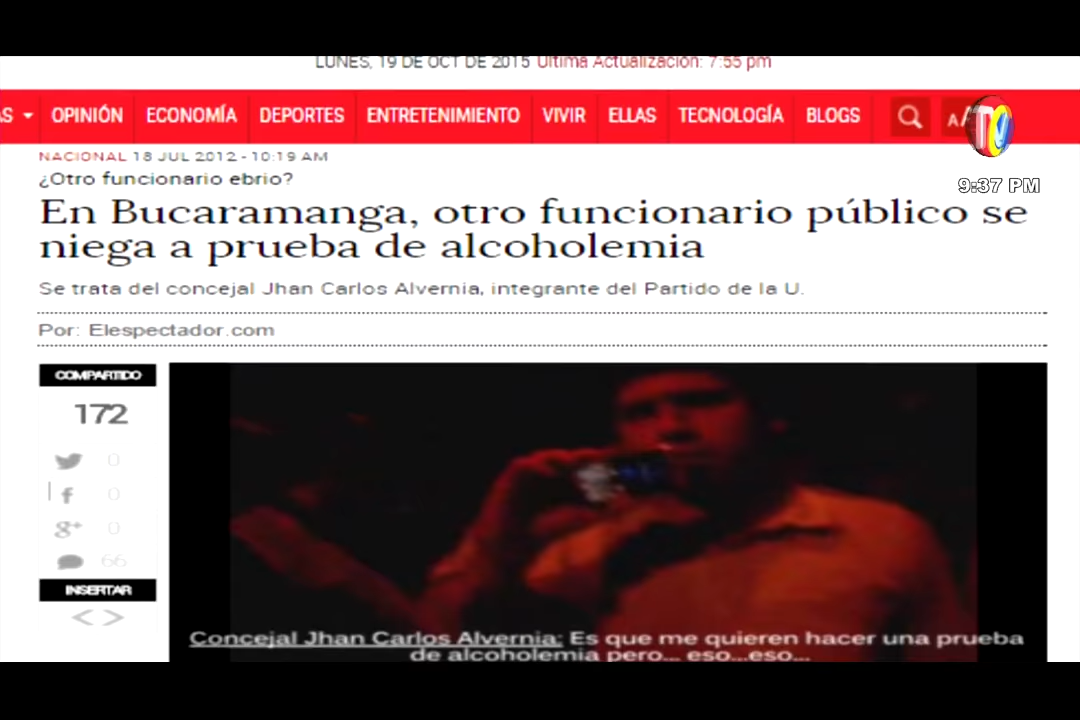 LUNES, 19 DE OCT DE 2015 Última Actualización: 7:55 pm
AS OPINIÓN ECONOMÍA DEPORTES ENTRETENIMIENTO VIVIR ELLAS TECNOLOGÍA BLOGS AA
TV
NACIONAL 18 JUL 2012 - 10:19 AM
9:37 PM
¿Otro funcionario ebrio?
En Bucaramanga, otro funcionario público se
niega a prueba de alcoholemia
Se trata del concejal Jhan Carlos Alvernia, integrante del Partido de la U.
Por: Elespectador.com
COMPARTIDO
172
0
f 0
g+ 0
66
INSERTAR
< >
Concejal Jhan Carlos Alvernia: Es que me quieren hacer una prueba
de alcoholemia pero... eso...eso...